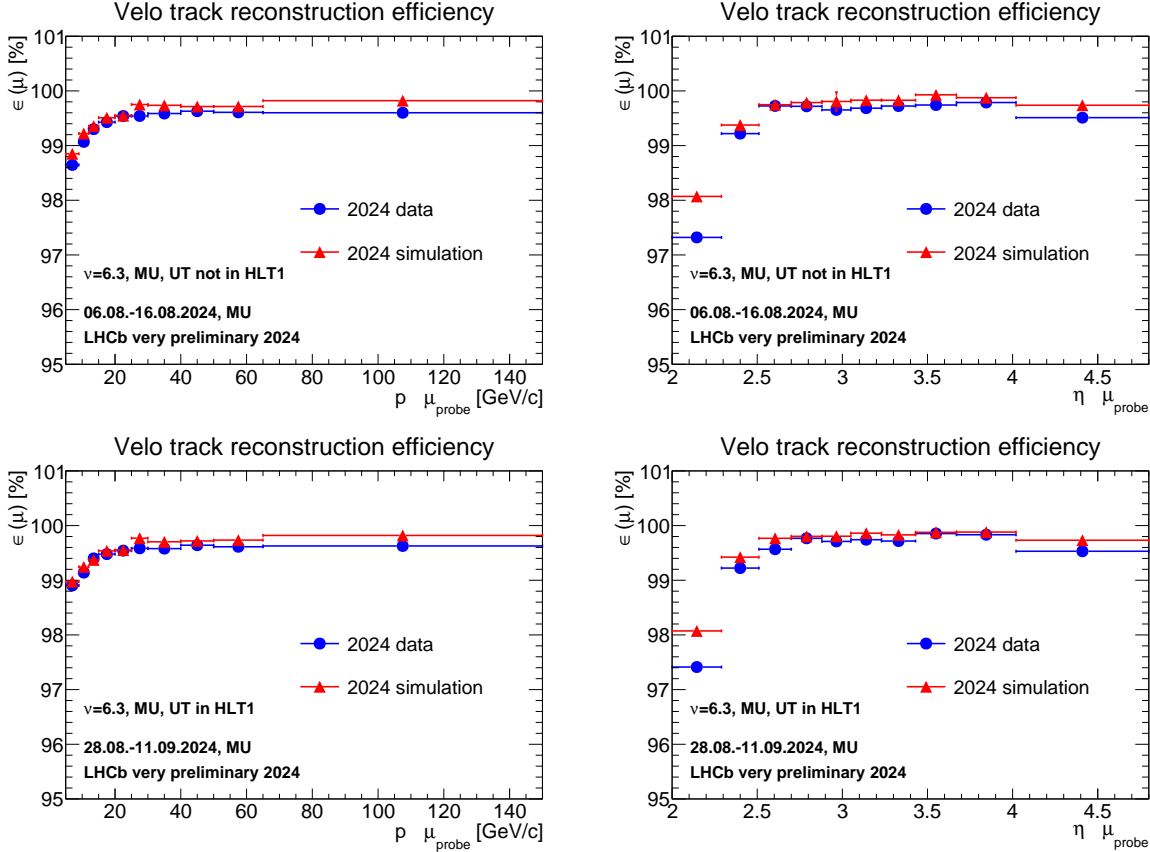 Velo track reconstruction efficiency
ϵ (μ) [%]
101
100
99
98
97
96
95
2024 data
2024 simulation
ν=6.3, MU, UT not in HLT1
06.08.-16.08.2024, MU
LHCb very preliminary 2024
20 40 60 80 100 120 140
p μprobe [GeV/c]
Velo track reconstruction efficiency
ϵ (μ) [%]
101
100
99
98
97
96
95
2024 data
2024 simulation
ν=6.3, MU, UT not in HLT1
06.08.-16.08.2024, MU
LHCb very preliminary 2024
2 2.5 3 3.5 4 4.5
η μprobe
Velo track reconstruction efficiency
ϵ (μ) [%]
101
100
99
98
97
96
95
2024 data
2024 simulation
ν=6.3, MU, UT in HLT1
28.08.-11.09.2024, MU
LHCb very preliminary 2024
20 40 60 80 100 120 140
p μprobe [GeV/c]
Velo track reconstruction efficiency
ϵ (μ) [%]
101
100
99
98
97
96
95
2024 data
2024 simulation
ν=6.3, MU, UT in HLT1
28.08.-11.09.2024, MU
LHCb very preliminary 2024
2 2.5 3 3.5 4 4.5
η μprobe